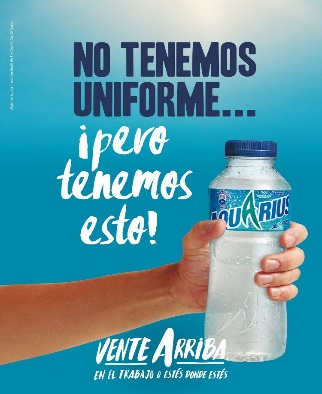 NO TENEMOS
UNIFORME...
¡pero
tenemos
esto!
AQUARIUS
VENTE ARRIBA
EN EL TRABAJO O ESTÉS DONDE ESTÉS